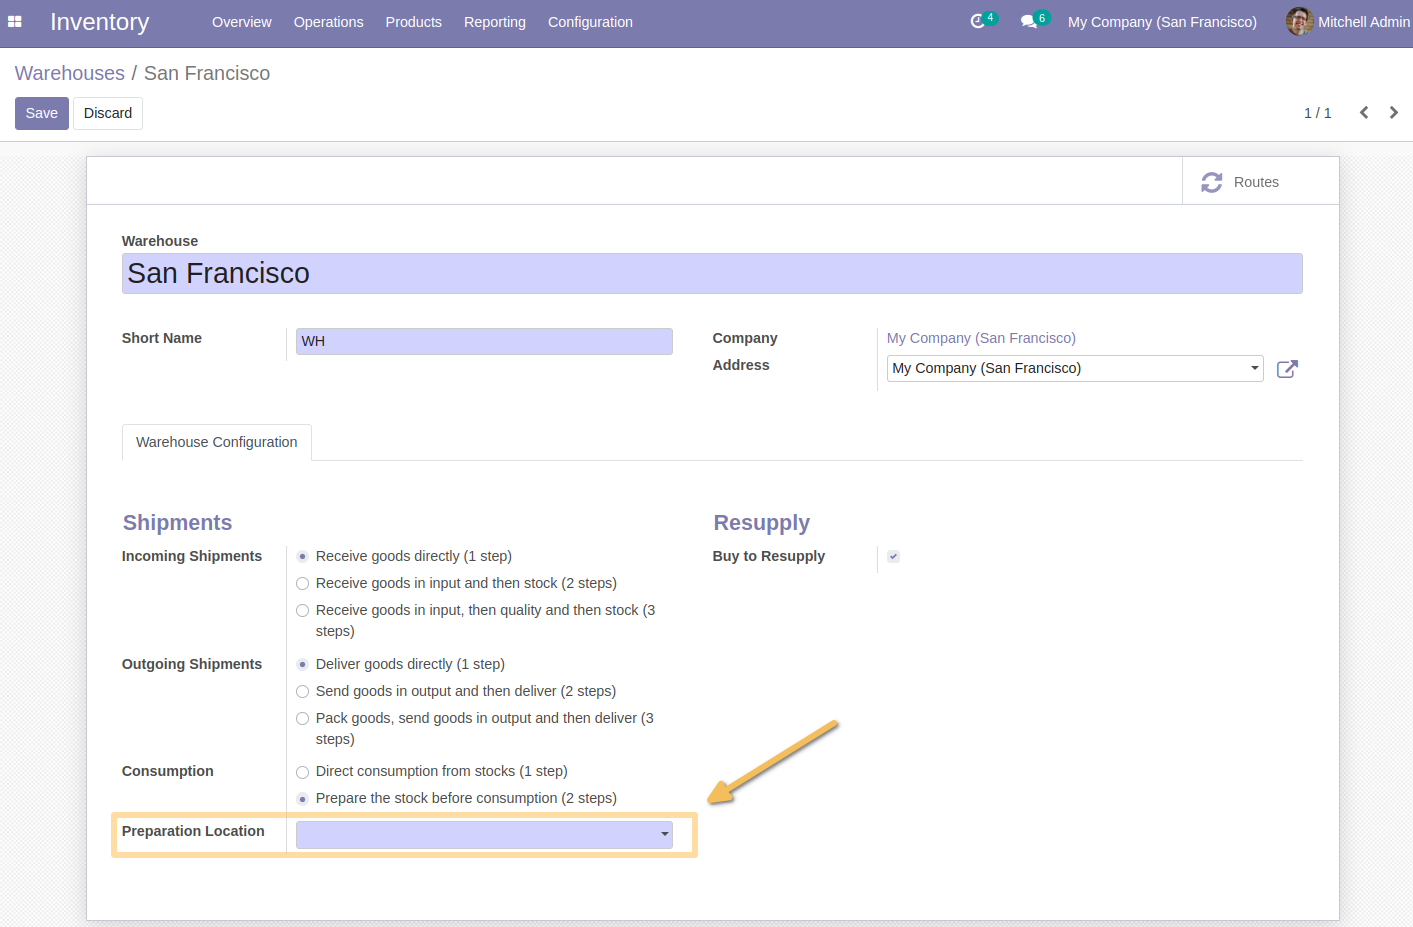 Inventory Overview Operations Products Reporting Configuration 4 6 My Company (San Francisco) Mitchell Admin
Warehouses / San Francisco
Save Discard 1 / 1
Routes
Warehouse
San Francisco
Short Name WH Company My Company (San Francisco)
Address My Company (San Francisco)
Warehouse Configuration
Shipments Resupply
Incoming Shipments Receive goods directly (1 step) Buy to Resupply
Receive goods in input and then stock (2 steps)
Receive goods in input, then quality and then stock (3
steps)
Outgoing Shipments Deliver goods directly (1 step)
Send goods in output and then deliver (2 steps)
Pack goods, send goods in output and then deliver (3
steps)
Consumption Direct consumption from stocks (1 step)
Prepare the stock before consumption (2 steps)
Preparation Location